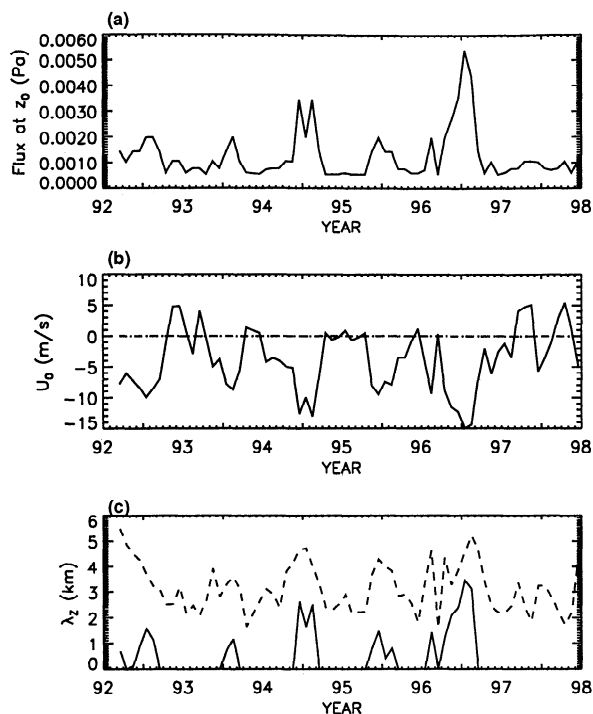 (a)
Flux at z₀ (Pa)
0.0060
0.0050
0.0040
0.0030
0.0020
0.0010
0.0000
92 93 94 95 96 97 98
YEAR
(b)
U₀ (m/s)
10
5
0
-5
-10
-15
92 93 94 95 96 97 98
YEAR
(c)
λ_z (km)
6
5
4
3
2
1
0
92 93 94 95 96 97 98
YEAR